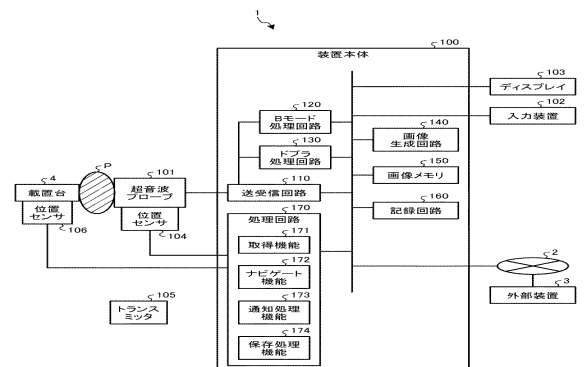 1
100
装置本体
103
ディスプレイ
102
入力装置
120
Bモード
処理回路
130
ドプラ
処理回路
140
画像
生成回路
150
画像メモリ
160
記録回路
110
送受信回路
4
載置台
位置
センサ
106
P
101
超音波
プローブ
位置
センサ
104
170
処理回路
171
取得機能
172
ナビゲート
機能
173
通知処理
機能
174
保存処理
機能
105
トランス
ミッタ
2
3
外部装置